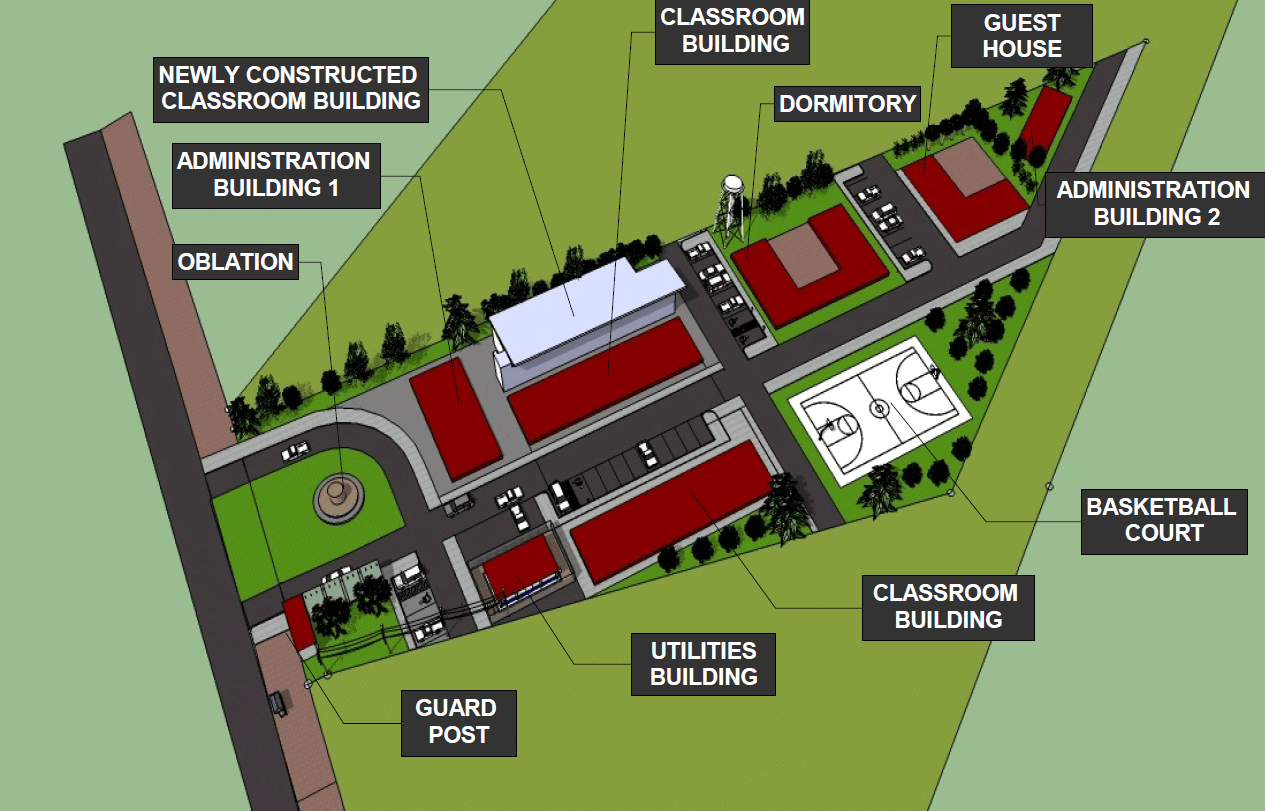 CLASSROOM
BUILDING
GUEST
HOUSE
NEWLY CONSTRUCTED
CLASSROOM BUILDING
DORMITORY
ADMINISTRATION
BUILDING 1
ADMINISTRATION
BUILDING 2
OBLATION
BASKETBALL
COURT
CLASSROOM
BUILDING
UTILITIES
BUILDING
GUARD
POST